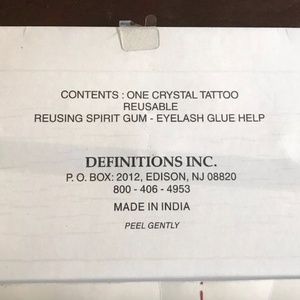 CONTENTS : ONE CRYSTAL TATTOO
REUSABLE
REUSING SPIRIT GUM - EYELASH GLUE HELP
DEFINITIONS INC.
P. O. BOX: 2012, EDISON, NJ 08820
800 - 406 - 4953
MADE IN INDIA
PEEL GENTLY